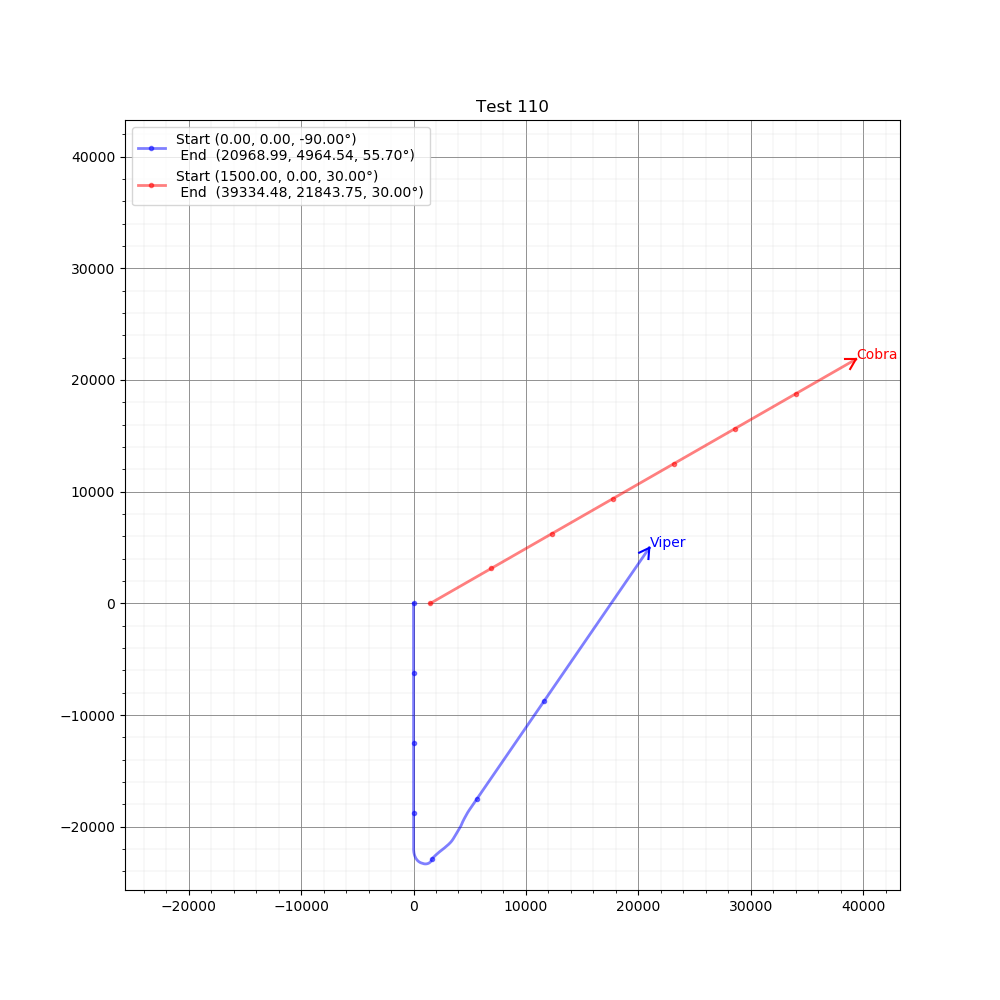 Test 110
Start (0.00, 0.00, -90.00°)
End (20968.99, 4964.54, 55.70°)
Start (1500.00, 0.00, 30.00°)
End (39334.48, 21843.75, 30.00°)
40000
30000
20000
10000
0
−10000
−20000
Cobra
Viper
−20000
−10000
0
10000
20000
30000
40000